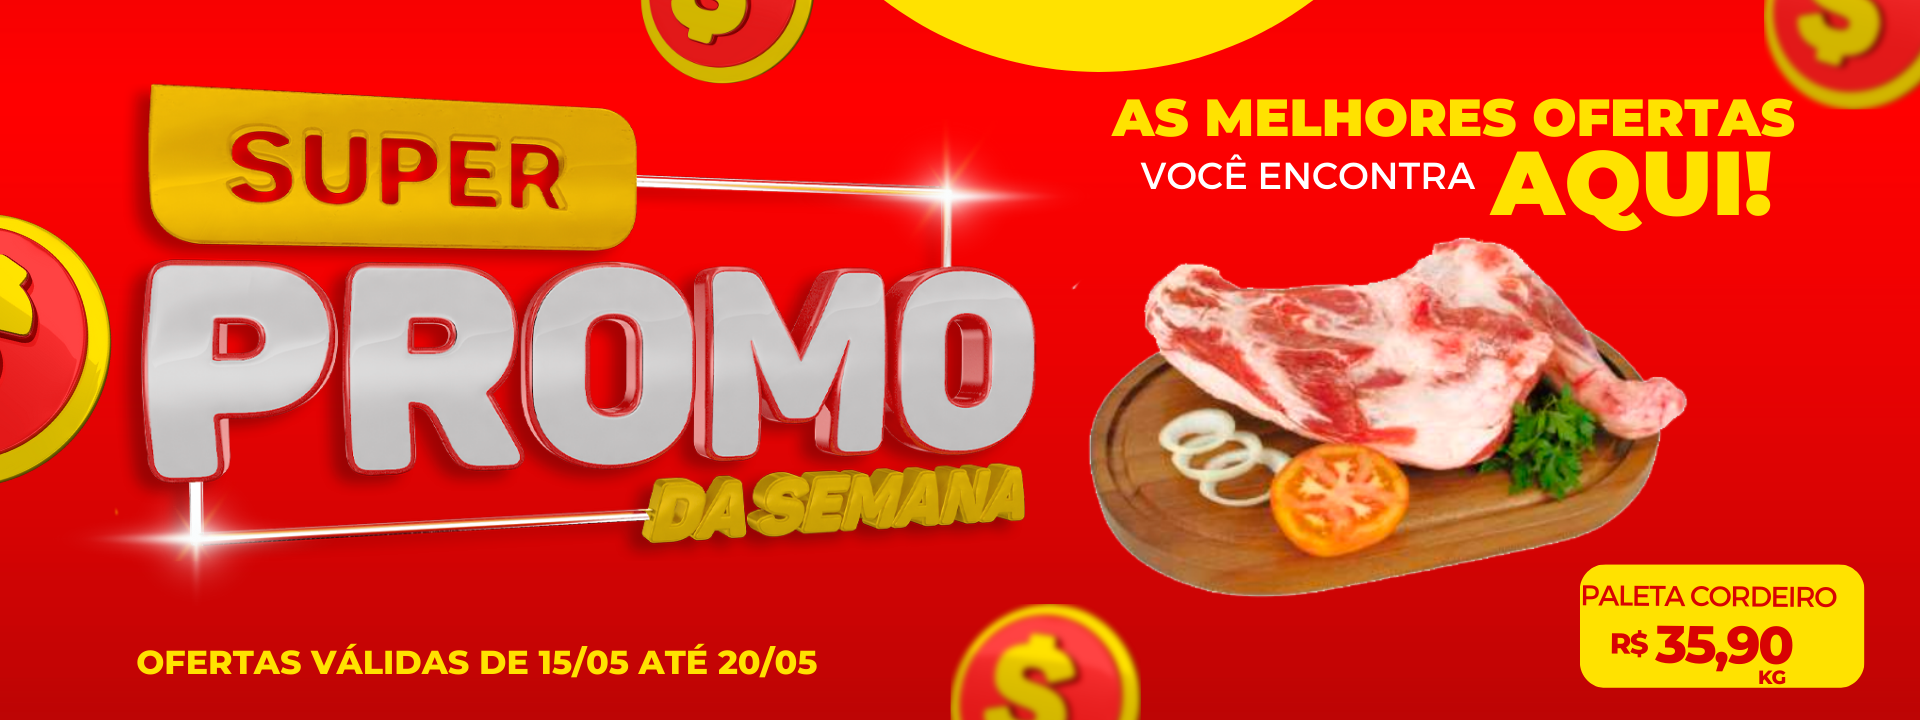 SUPER
PROMO
DA SEMANA
OFERTAS VÁLIDAS DE 15/05 ATÉ 20/05
AS MELHORES OFERTAS
VOCÊ ENCONTRA AQUI!
PALETA CORDEIRO
R$ 35,90
KG
$
$
$